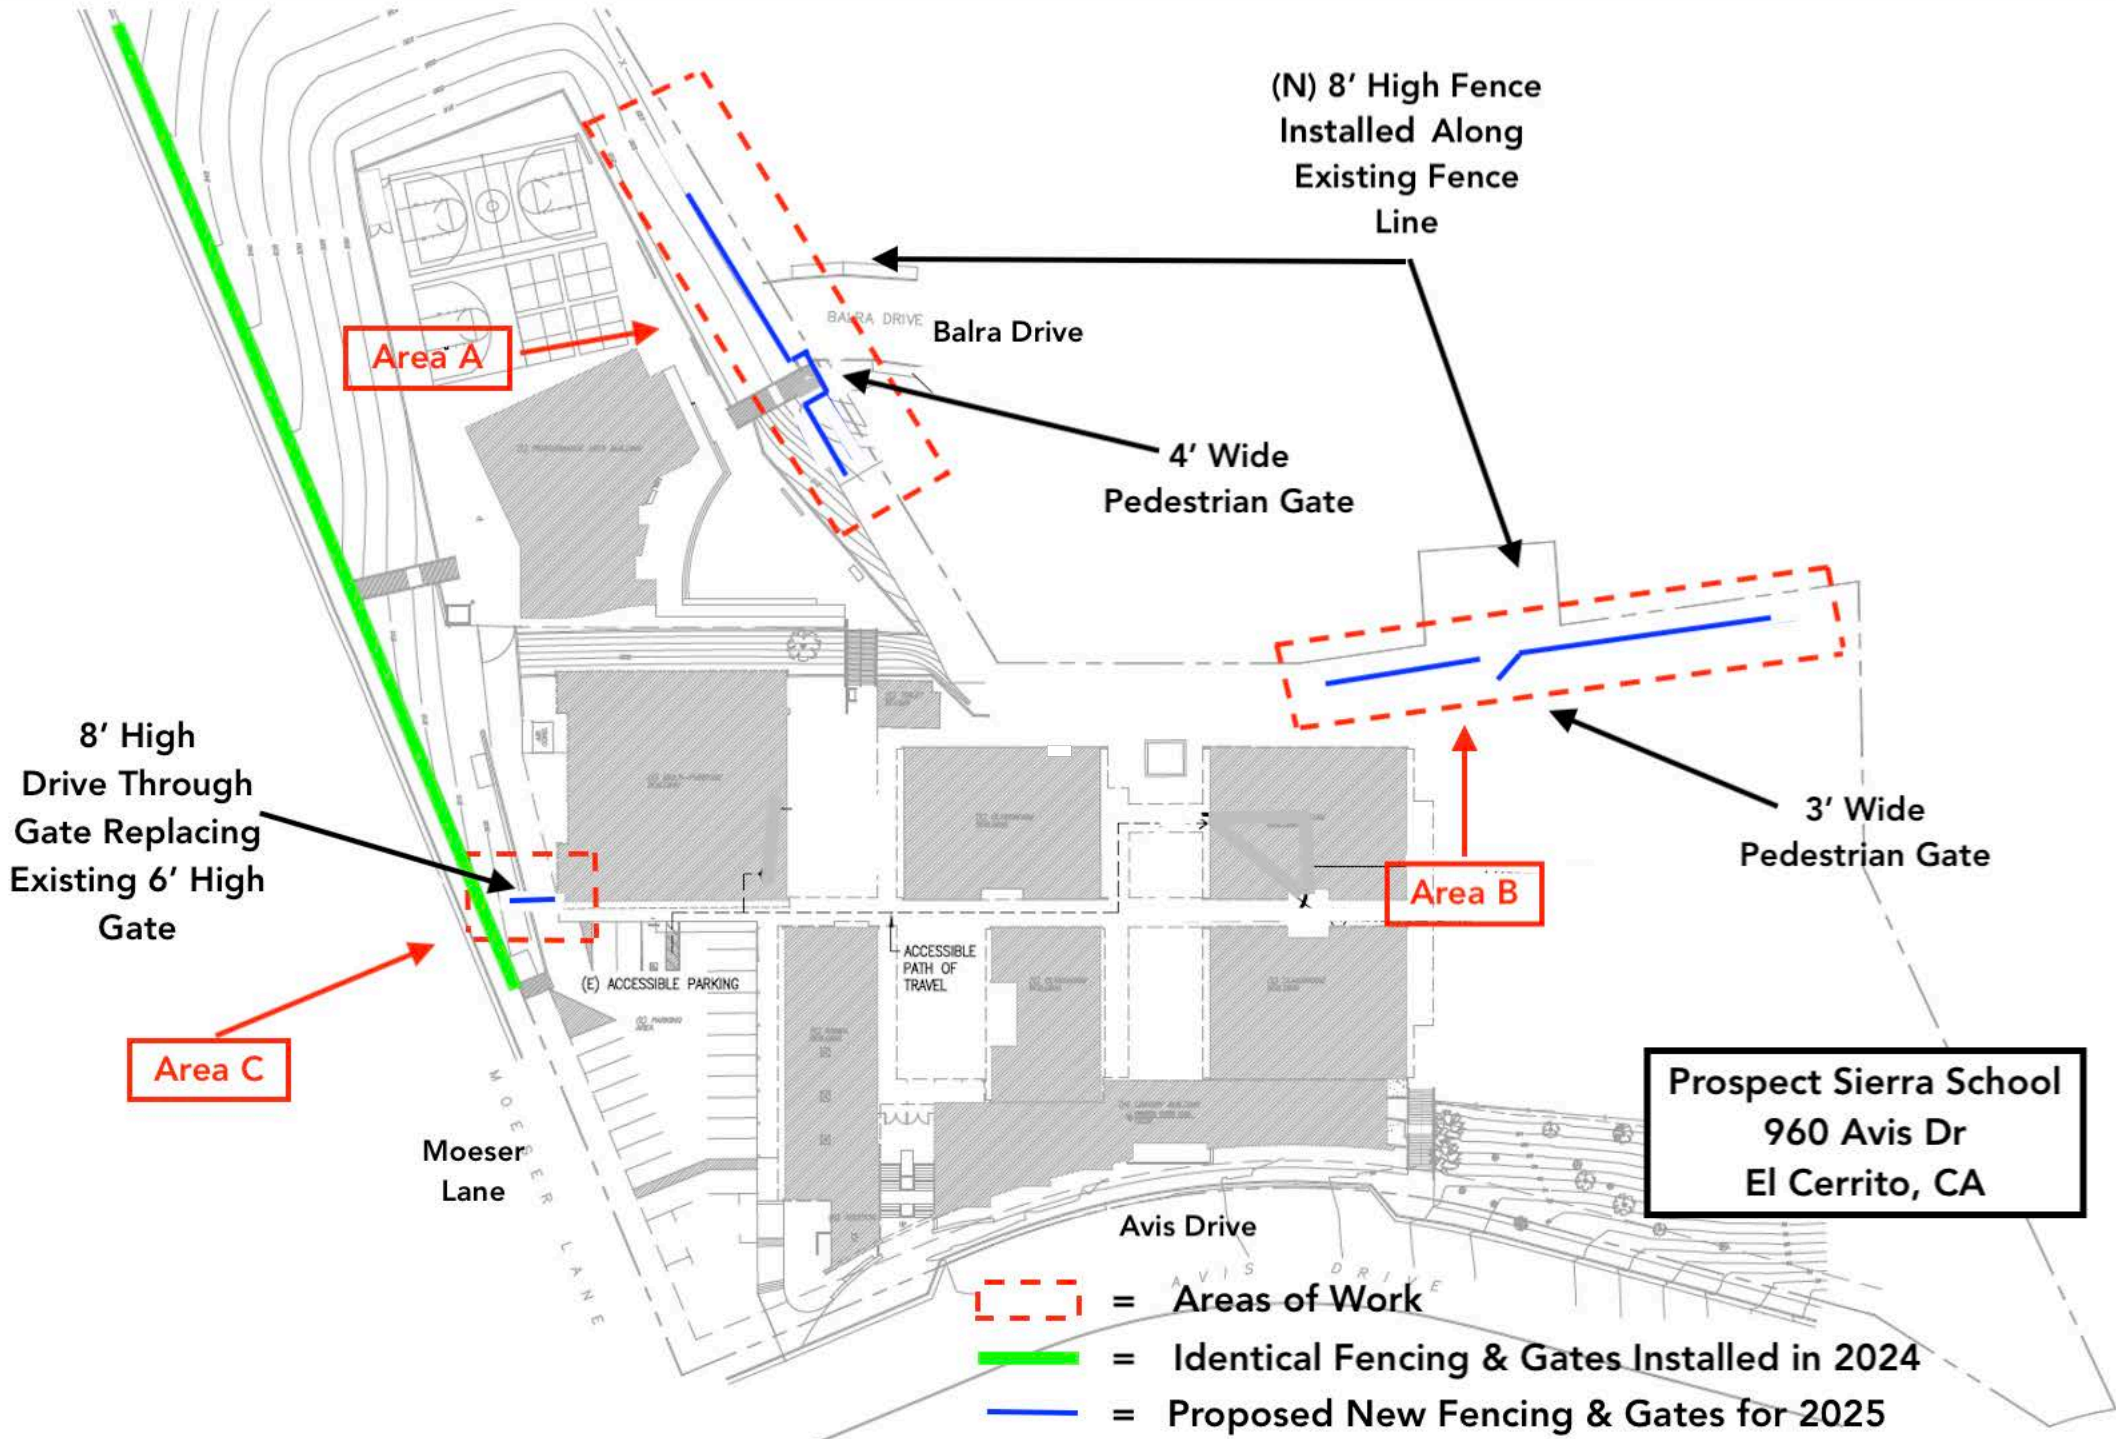 (N) 8’ High Fence
Installed Along
Existing Fence
Line
BALRA DRIVE
Balra Drive
Area A
4’ Wide
Pedestrian Gate
8’ High
Drive Through
Gate Replacing
Existing 6’ High
Gate
3’ Wide
Pedestrian Gate
Area B
ACCESSIBLE
PATH OF
TRAVEL
(E) ACCESSIBLE PARKING
Area C
Prospect Sierra School
960 Avis Dr
El Cerrito, CA
MOESER LANE
Moeser
Lane
Avis Drive
AVIS DRIVE
= Areas of Work
= Identical Fencing & Gates Installed in 2024
= Proposed New Fencing & Gates for 2025